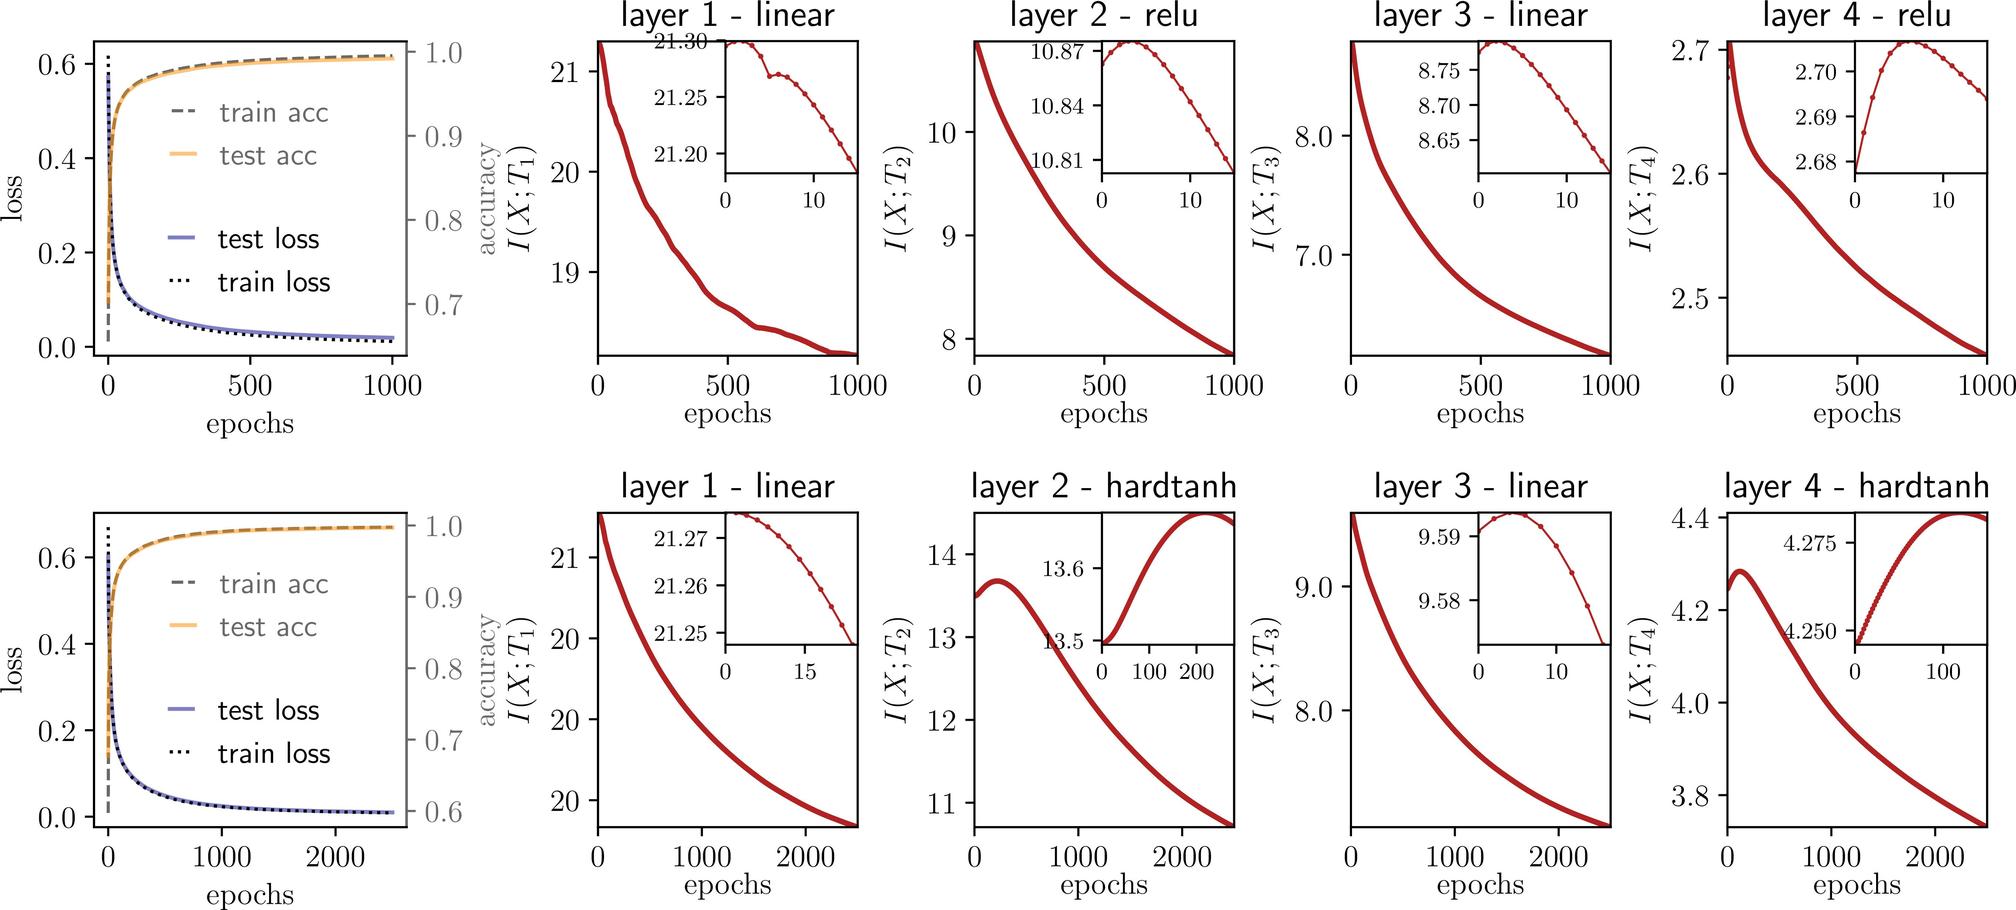 layer 1 - linear
layer 2 - relu
layer 3 - linear
layer 4 - relu
loss
0.6
0.4
0.2
0.0
train acc
test acc
test loss
train loss
1.0
0.9
0.8
0.7
accuracy
0
500
1000
epochs
I(X; T1)
21
20
19
21.30
21.25
21.20
0
10
0
500
1000
epochs
I(X; T2)
10
9
8
10.87
10.84
10.81
0
10
0
500
1000
epochs
I(X; T3)
8.0
7.0
8.75
8.70
8.65
0
10
0
500
1000
epochs
I(X; T4)
2.7
2.6
2.5
2.70
2.69
2.68
0
10
0
500
1000
epochs
layer 1 - linear
layer 2 - hardtanh
layer 3 - linear
layer 4 - hardtanh
loss
0.6
0.4
0.2
0.0
train acc
test acc
test loss
train loss
1.0
0.9
0.8
0.7
0.6
accuracy
0
1000
2000
epochs
I(X; T1)
21
20
20
20
21.27
21.26
21.25
0
15
0
1000
2000
epochs
I(X; T2)
14
13
12
11
13.6
13.5
0
100
200
0
1000
2000
epochs
I(X; T3)
9.0
8.0
9.59
9.58
0
10
0
1000
2000
epochs
I(X; T4)
4.4
4.2
4.0
3.8
4.275
4.250
0
100
0
1000
2000
epochs